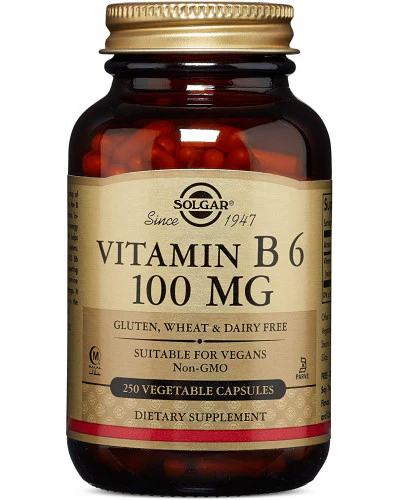 SOLGAR®
Since 1947
VITAMIN B 6
100 MG
GLUTEN, WHEAT & DAIRY FREE
SUITABLE FOR VEGANS
Non-GMO
250 VEGETABLE CAPSULES
DIETARY SUPPLEMENT
M
PARVE